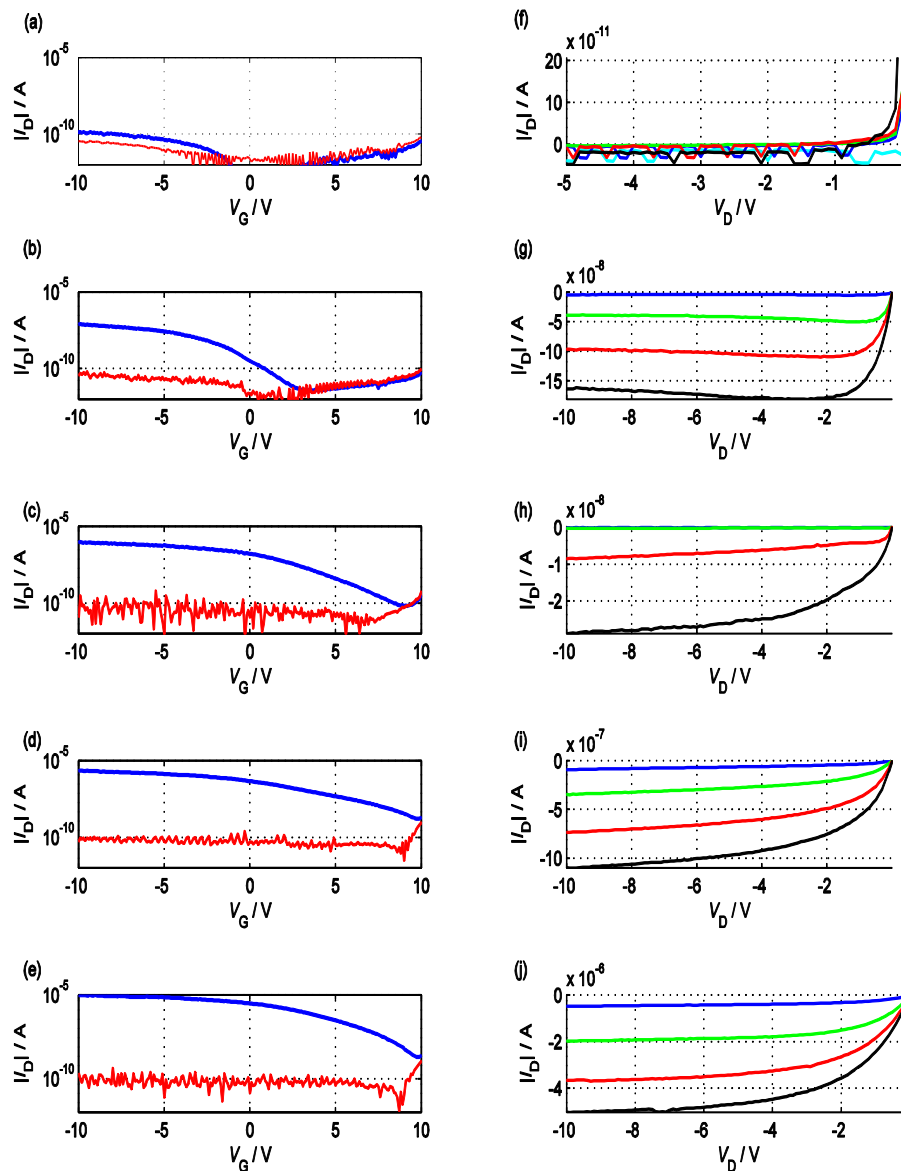 (a)
10^-5
10^-10
|I_D| / A
-10 -5 0 5 10
V_G / V
(f)
x 10^-11
20
10
0
|I_D| / A
-5 -4 -3 -2 -1
V_D / V
(b)
10^-5
10^-10
|I_D| / A
-10 -5 0 5 10
V_G / V
(g)
x 10^-8
0
-5
-10
-15
|I_D| / A
-10 -8 -6 -4 -2
V_D / V
(c)
10^-5
10^-10
|I_D| / A
-10 -5 0 5 10
V_G / V
(h)
x 10^-8
0
-1
-2
|I_D| / A
-10 -8 -6 -4 -2
V_D / V
(d)
10^-5
10^-10
|I_D| / A
-10 -5 0 5 10
V_G / V
(i)
x 10^-7
0
-5
-10
|I_D| / A
-10 -8 -6 -4 -2
V_D / V
(e)
10^-5
10^-10
|I_D| / A
-10 -5 0 5 10
V_G / V
(j)
x 10^-6
0
-2
-4
|I_D| / A
-10 -8 -6 -4 -2
V_D / V